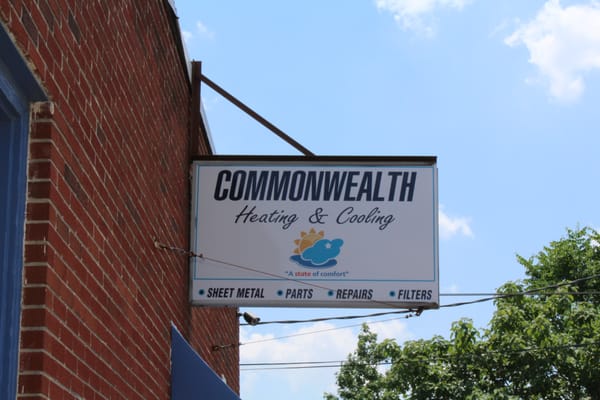 COMMONWEALTH
Heating & Cooling
"A state of comfort"
• SHEET METAL • PARTS • REPAIRS • FILTERS